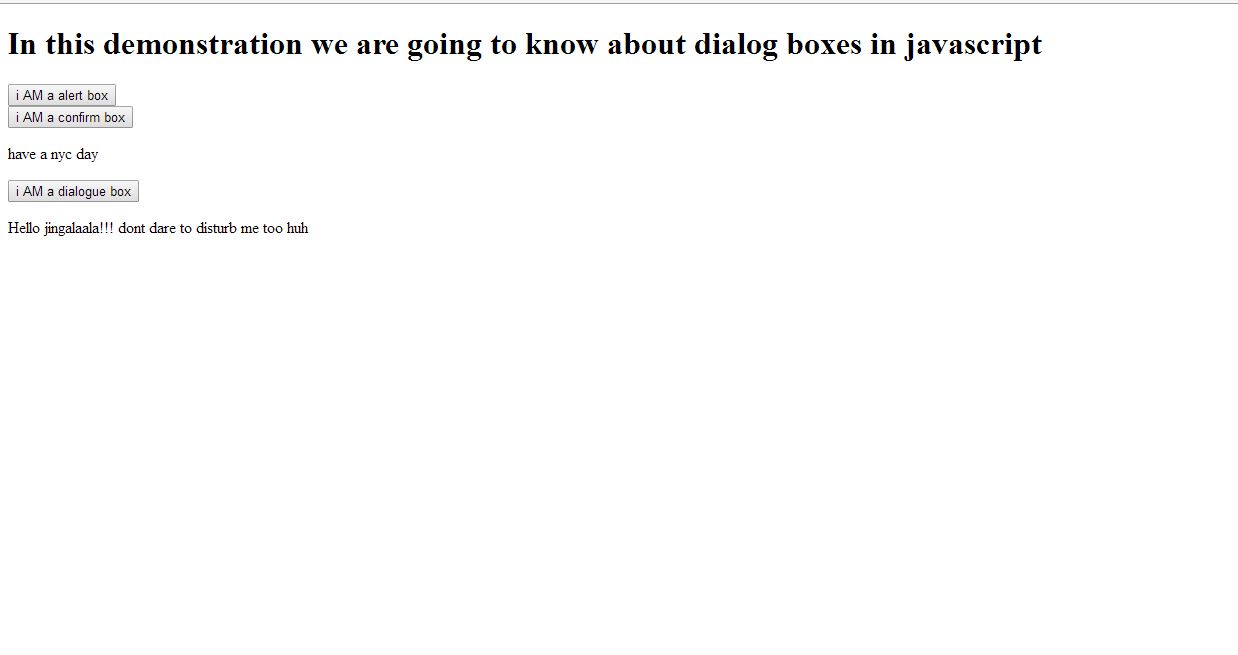 In this demonstration we are going to know about dialog boxes in javascript
i AM a alert box
i AM a confirm box
have a nyc day
i AM a dialogue box
Hello jingalaala!!! dont dare to disturb me too huh